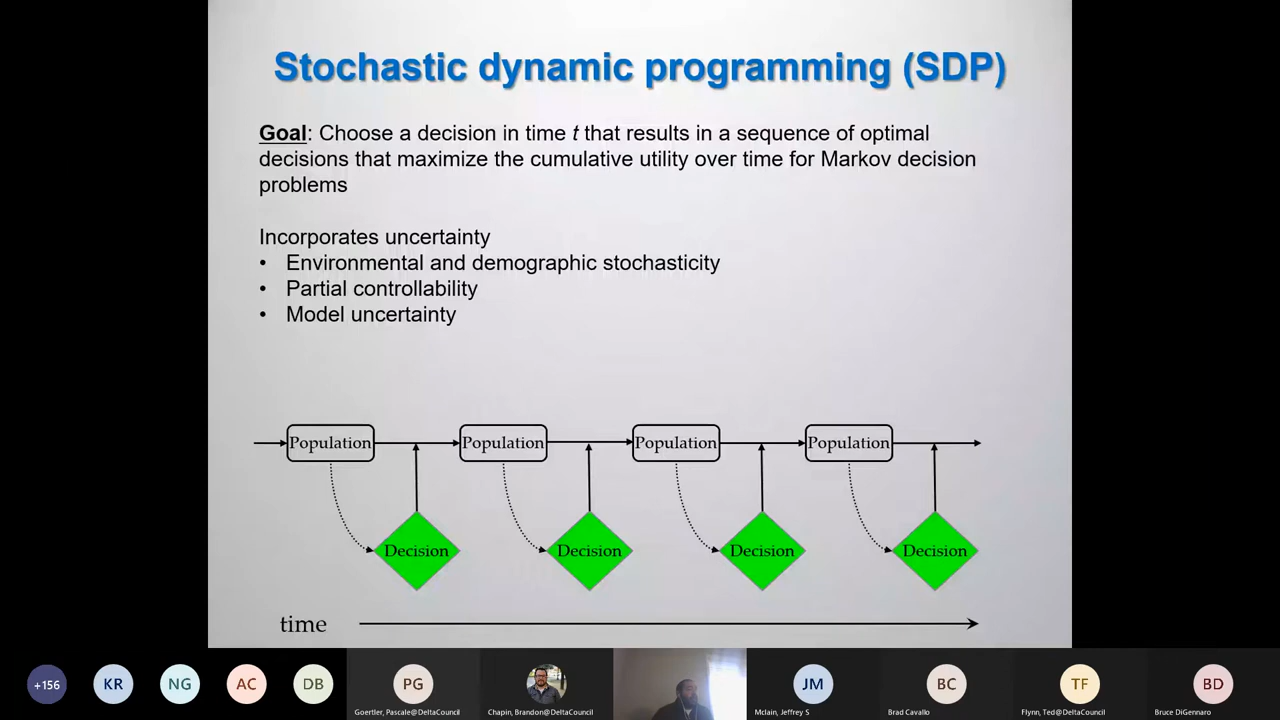 Stochastic dynamic programming (SDP)
Goal: Choose a decision in time t that results in a sequence of optimal
decisions that maximize the cumulative utility over time for Markov decision
problems
Incorporates uncertainty
• Environmental and demographic stochasticity
• Partial controllability
• Model uncertainty
Population Population Population Population
Decision Decision Decision Decision
time
+156 KR NG AC DB PG JM BC TF BD
Goertler, Pascale@DeltaCouncil Chapin, Brandon@DeltaCouncil Mclain, Jeffrey S Brad Cavallo Flynn, Ted@DeltaCouncil Bruce DiGennaro